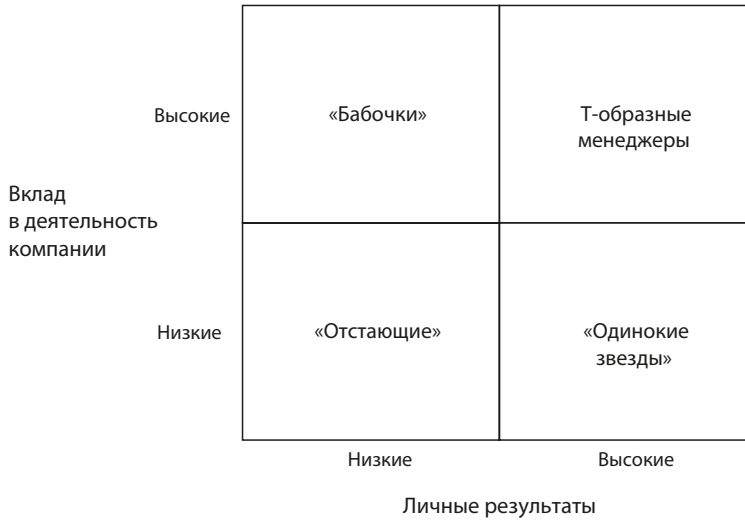 Высокие
«Бабочки»
Т-образные
менеджеры
Вклад
в деятельность
компании
Низкие
«Отстающие»
«Одинокие
звезды»
Низкие
Высокие
Личные результаты